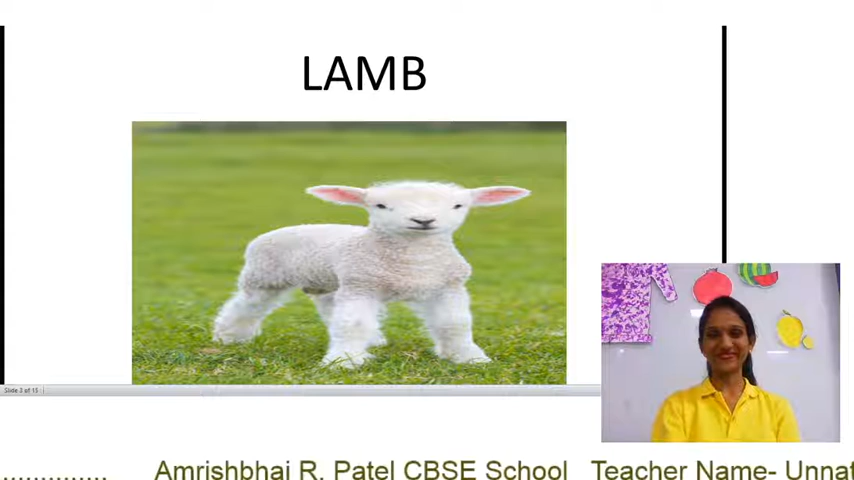 LAMB
Slide 3 of 15
.............. Amrishbhai R. Patel CBSE School Teacher Name- Unnat